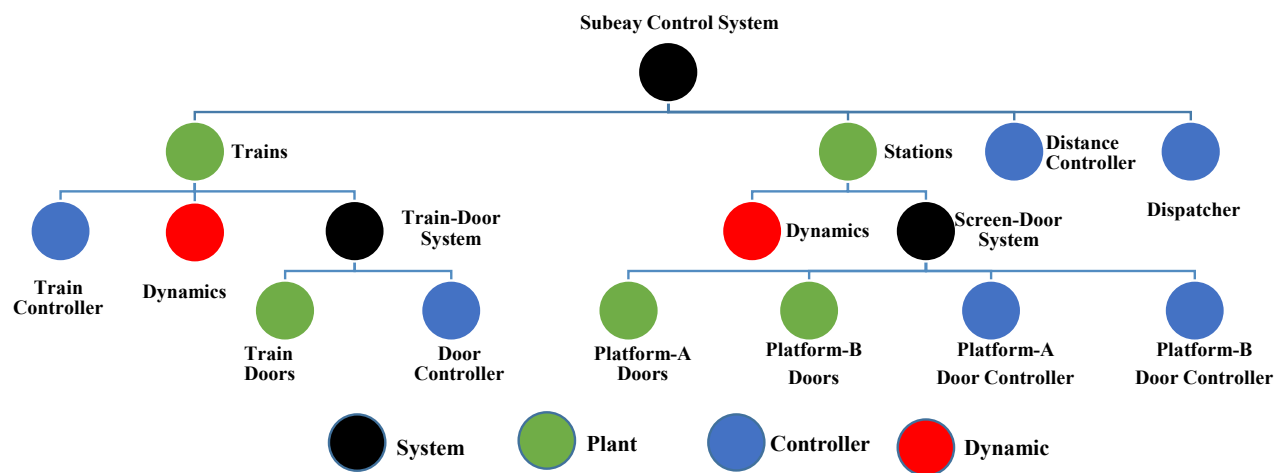 Subeay Control System
Trains
Stations
Distance
Controller
Dispatcher
Train-Door
System
Dynamics
Screen-Door
System
Train
Controller
Dynamics
Train
Doors
Door
Controller
Platform-A
Doors
Platform-B
Doors
Platform-A
Door Controller
Platform-B
Door Controller
System
Plant
Controller
Dynamic